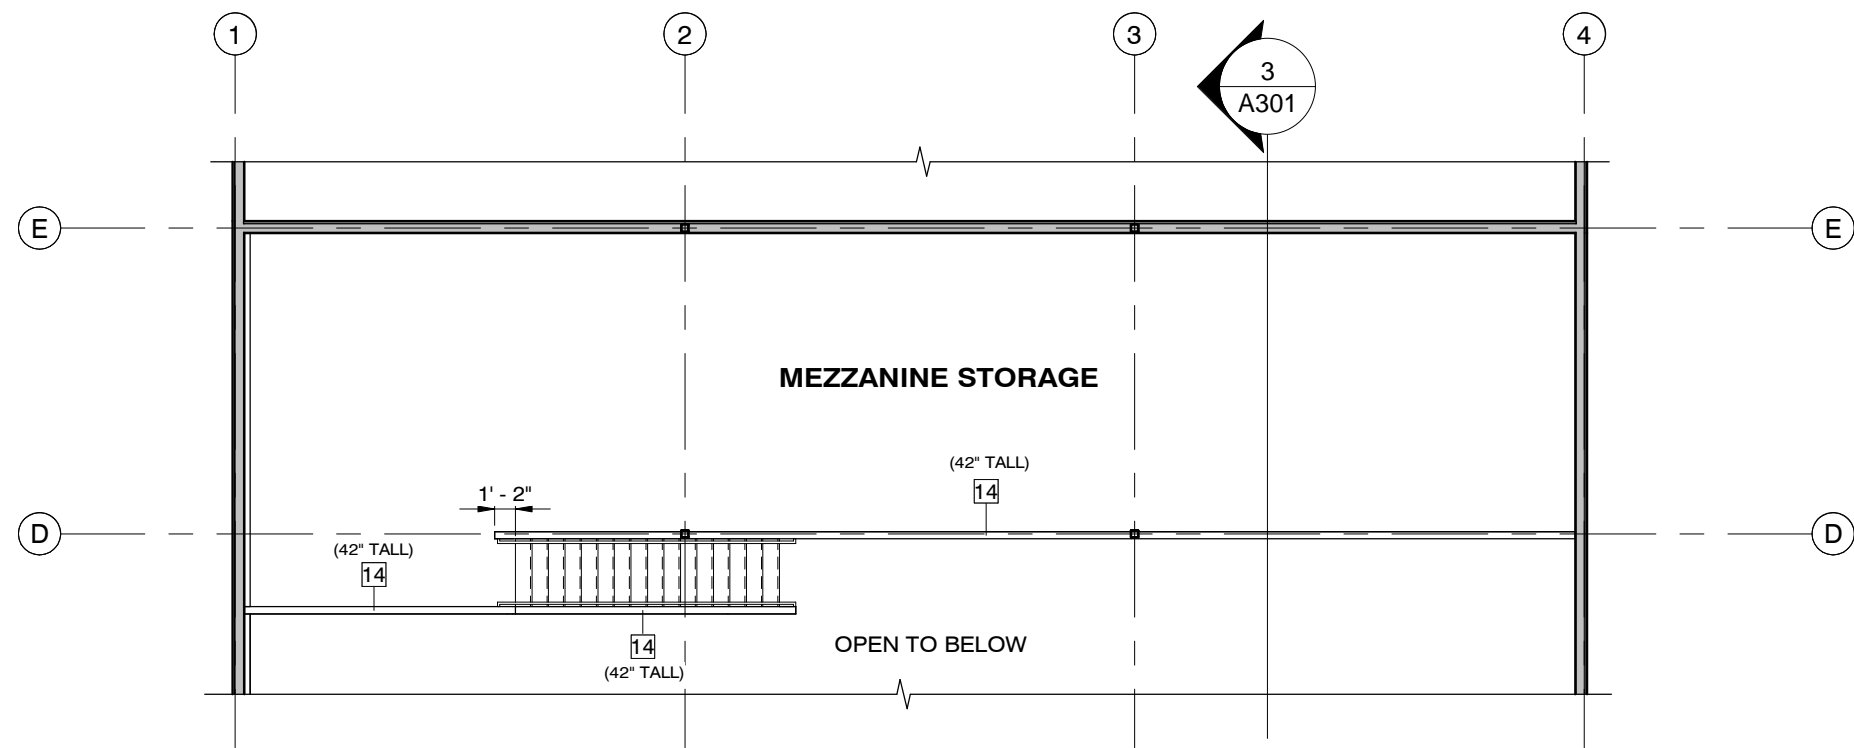 1
2
3
4
3
A301
E
E
MEZZANINE STORAGE
(42" TALL)
14
1' - 2"
D
D
(42" TALL)
14
14
(42" TALL)
OPEN TO BELOW